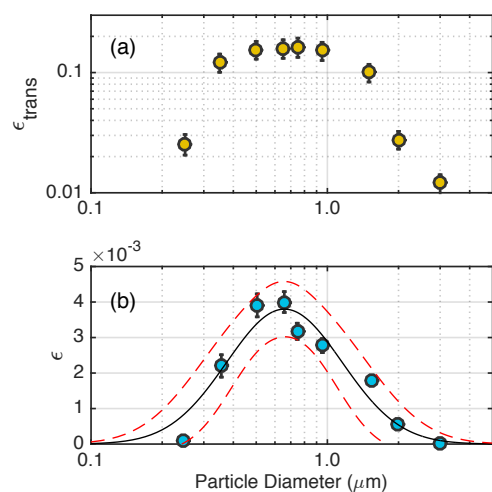 (a)
0.1
0.01
ϵtrans
0.1 1.0
×10⁻³
(b)
5
4
3
2
1
0
ϵ
0.1 1.0
Particle Diameter (μm)